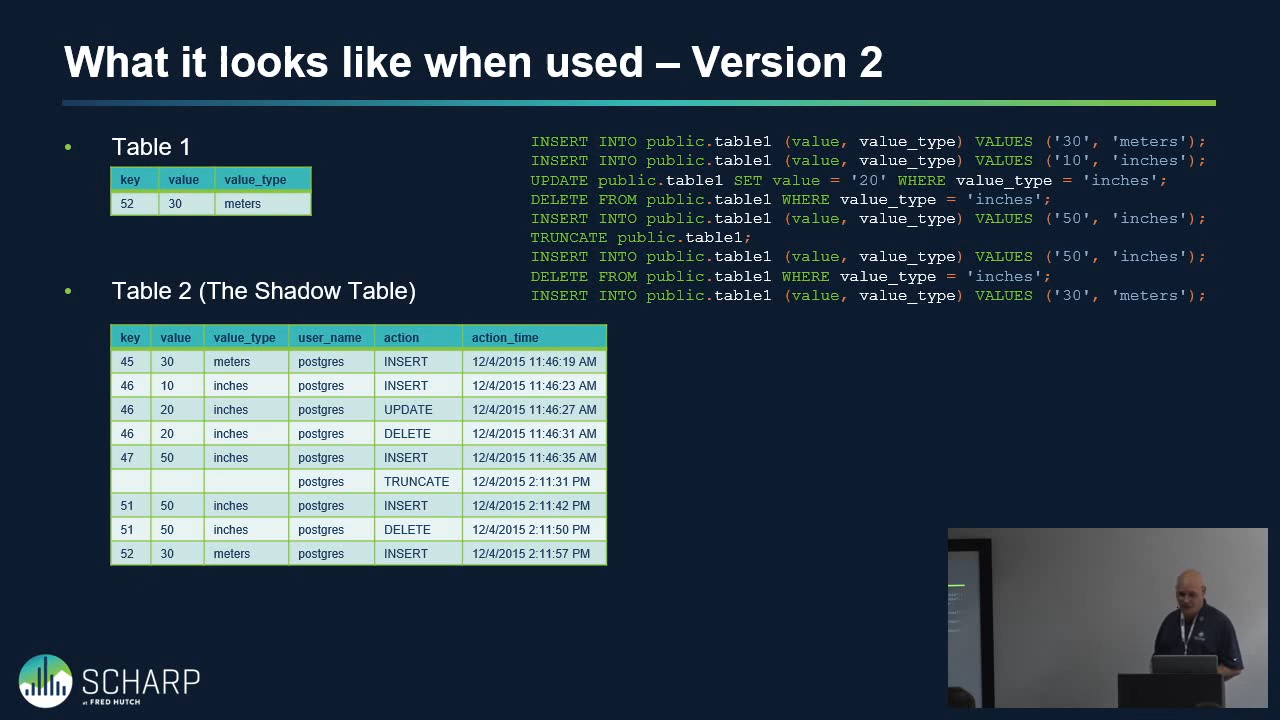 What it looks like when used – Version 2
• Table 1
key value value_type
52 30 meters
INSERT INTO public.table1 (value, value_type) VALUES ('30', 'meters');
INSERT INTO public.table1 (value, value_type) VALUES ('10', 'inches');
UPDATE public.table1 SET value = '20' WHERE value_type = 'inches';
DELETE FROM public.table1 WHERE value_type = 'inches';
INSERT INTO public.table1 (value, value_type) VALUES ('50', 'inches');
TRUNCATE public.table1;
INSERT INTO public.table1 (value, value_type) VALUES ('50', 'inches');
DELETE FROM public.table1 WHERE value_type = 'inches';
INSERT INTO public.table1 (value, value_type) VALUES ('30', 'meters');
• Table 2 (The Shadow Table)
key value value_type user_name action action_time
45 30 meters postgres INSERT 12/4/2015 11:46:19 AM
46 10 inches postgres INSERT 12/4/2015 11:46:23 AM
46 20 inches postgres UPDATE 12/4/2015 11:46:27 AM
46 20 inches postgres DELETE 12/4/2015 11:46:31 AM
47 50 inches postgres INSERT 12/4/2015 11:46:35 AM
postgres TRUNCATE 12/4/2015 2:11:31 PM
51 50 inches postgres INSERT 12/4/2015 2:11:42 PM
51 50 inches postgres DELETE 12/4/2015 2:11:50 PM
52 30 meters postgres INSERT 12/4/2015 2:11:57 PM
SCHARP
at FRED HUTCH